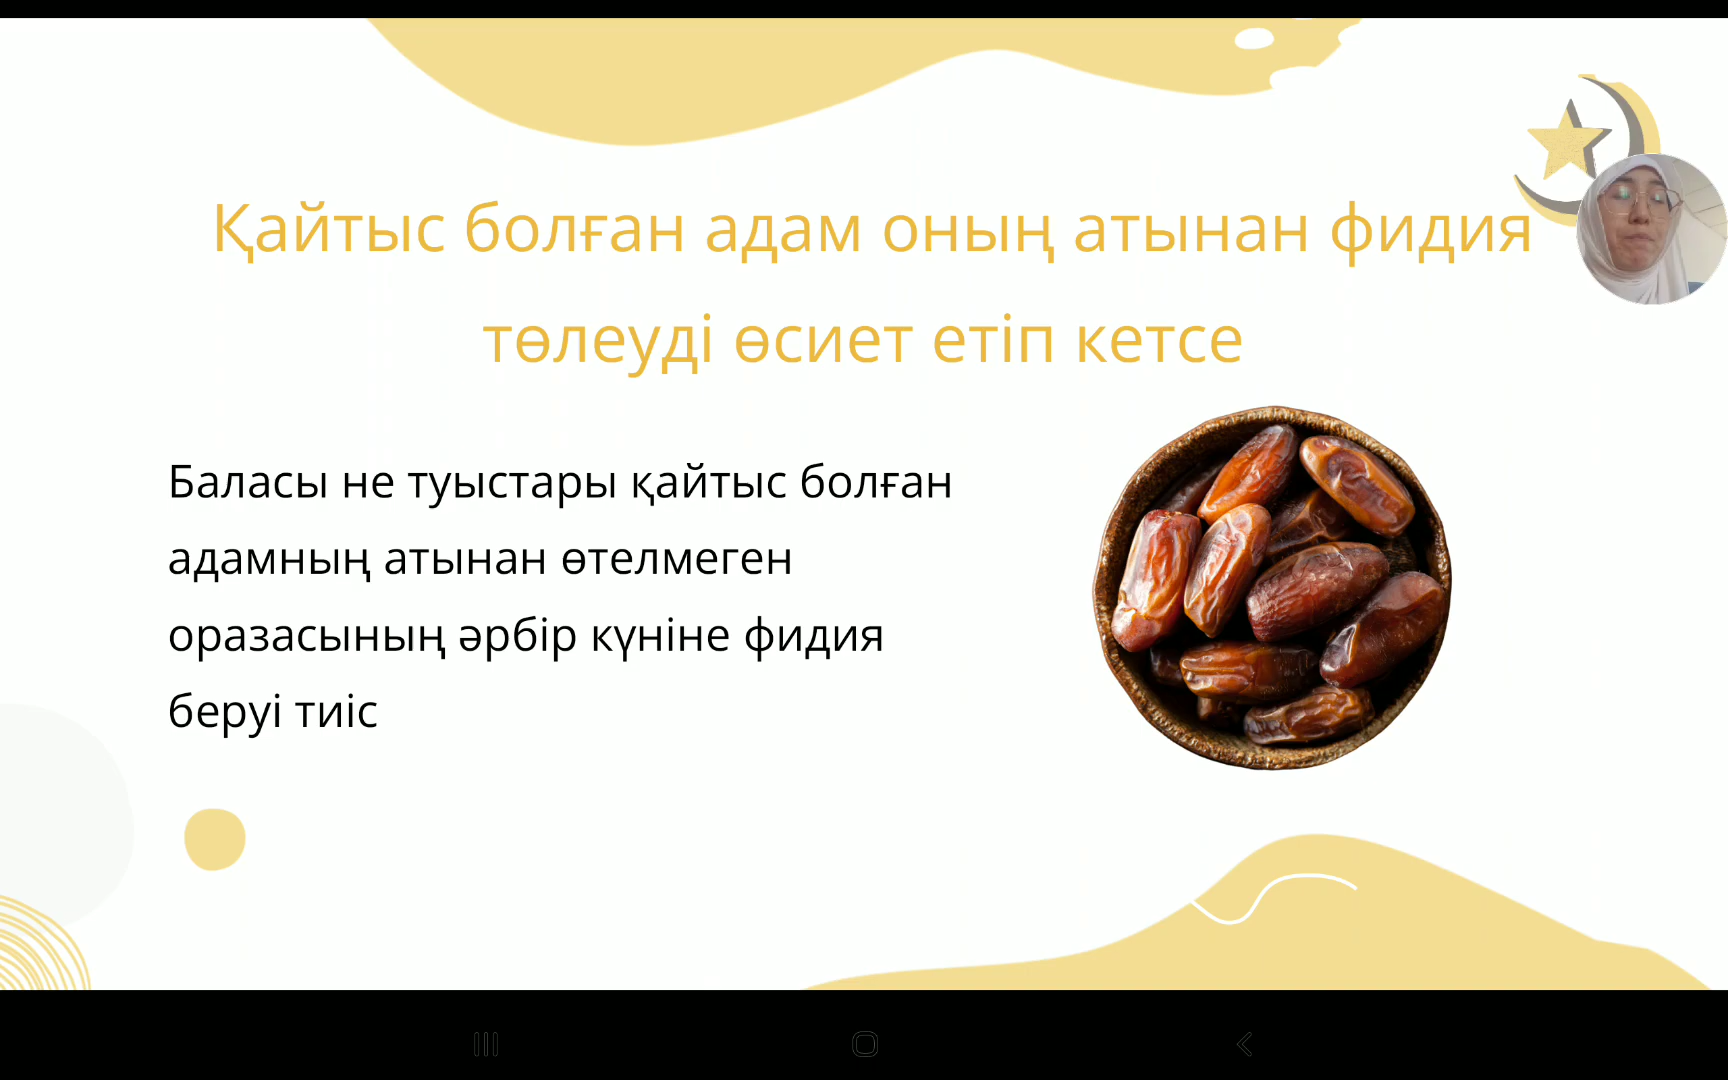 Қайтыс болған адам оның атынан фидия
төлеуді өсиет етіп кетсе
Баласы не туыстары қайтыс болған
адамның атынан өтелмеген
оразасының әрбір күніне фидия
беруі тиіс